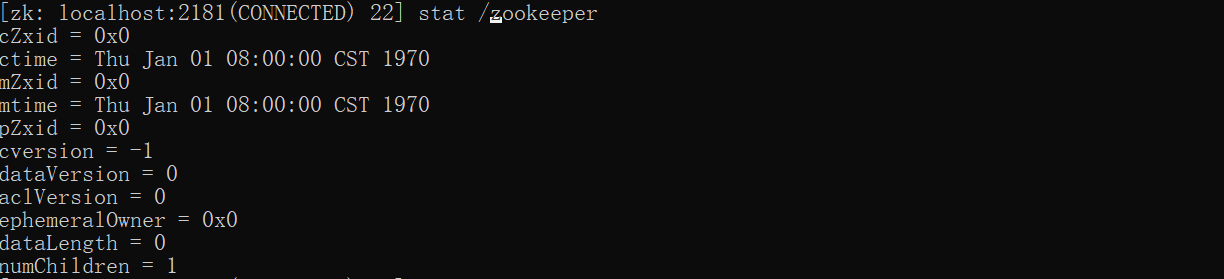 [zk: localhost:2181(CONNECTED) 22] stat /zookeeper
cZxid = 0x0
ctime = Thu Jan 01 08:00:00 CST 1970
mZxid = 0x0
mtime = Thu Jan 01 08:00:00 CST 1970
pZxid = 0x0
cversion = -1
dataVersion = 0
aclVersion = 0
ephemeralOwner = 0x0
dataLength = 0
numChildren = 1